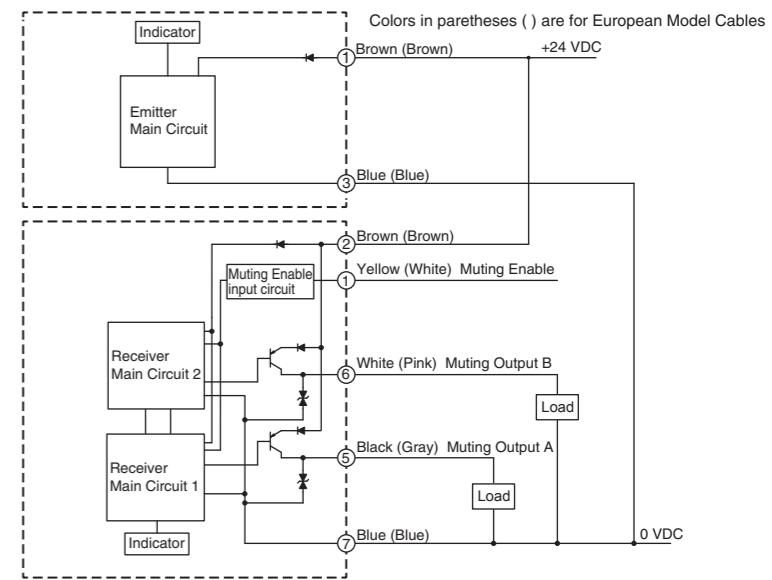 Colors in paretheses ( ) are for European Model Cables
Indicator
1 Brown (Brown) +24 VDC
Emitter
Main Circuit
3 Blue (Blue)
2 Brown (Brown)
Muting Enable
input circuit
1 Yellow (White) Muting Enable
Receiver
Main Circuit 2
6 White (Pink) Muting Output B
Load
5 Black (Gray) Muting Output A
Receiver
Main Circuit 1
Load
Indicator
7 Blue (Blue) 0 VDC